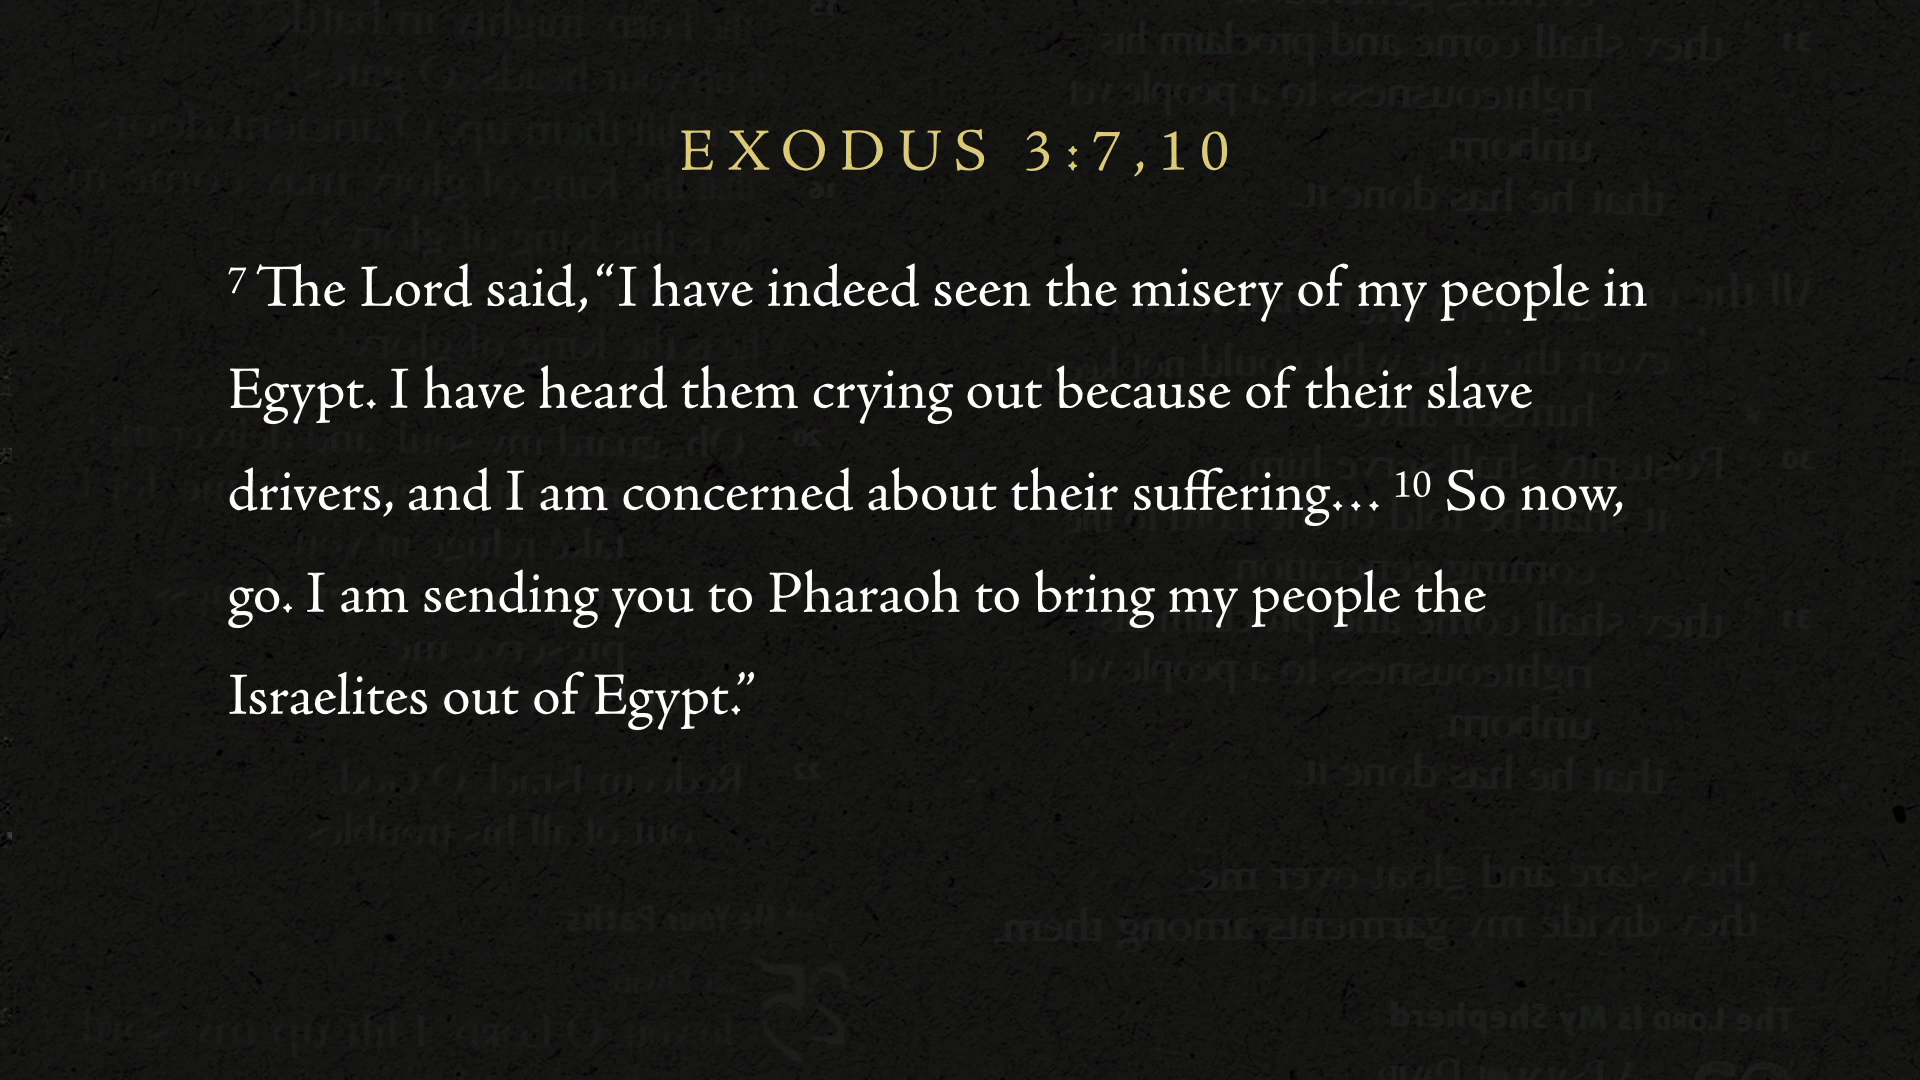 EXODUS 3:7,10
7 The Lord said, “I have indeed seen the misery of my people in
Egypt. I have heard them crying out because of their slave
drivers, and I am concerned about their suffering… 10 So now,
go. I am sending you to Pharaoh to bring my people the
Israelites out of Egypt.”